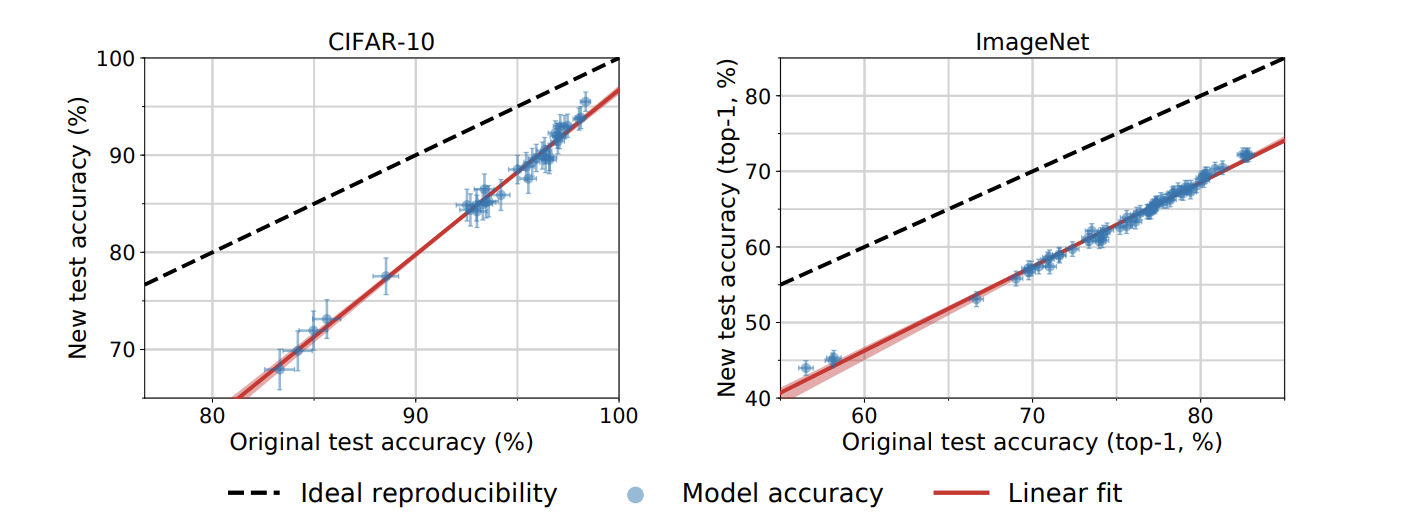 CIFAR-10
100
90
80
70
New test accuracy (%)
80
90
100
Original test accuracy (%)
ImageNet
80
70
60
50
40
New test accuracy (top-1, %)
60
70
80
Original test accuracy (top-1, %)
Ideal reproducibility
Model accuracy
Linear fit